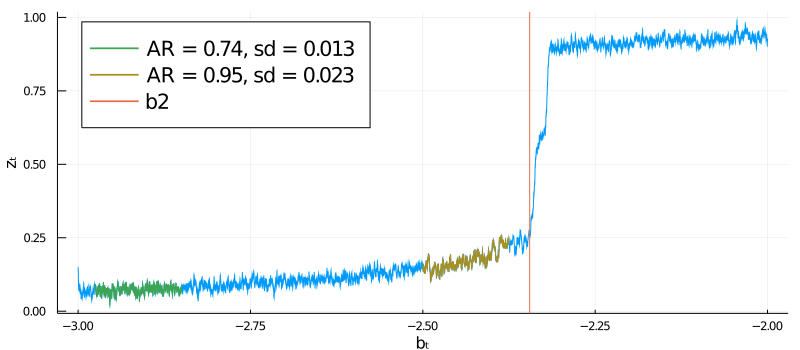 1.00
AR = 0.74, sd = 0.013
AR = 0.95, sd = 0.023
b2
0.75
zₜ
0.50
0.25
0.00
−3.00 −2.75 −2.50 −2.25 −2.00
bₜ